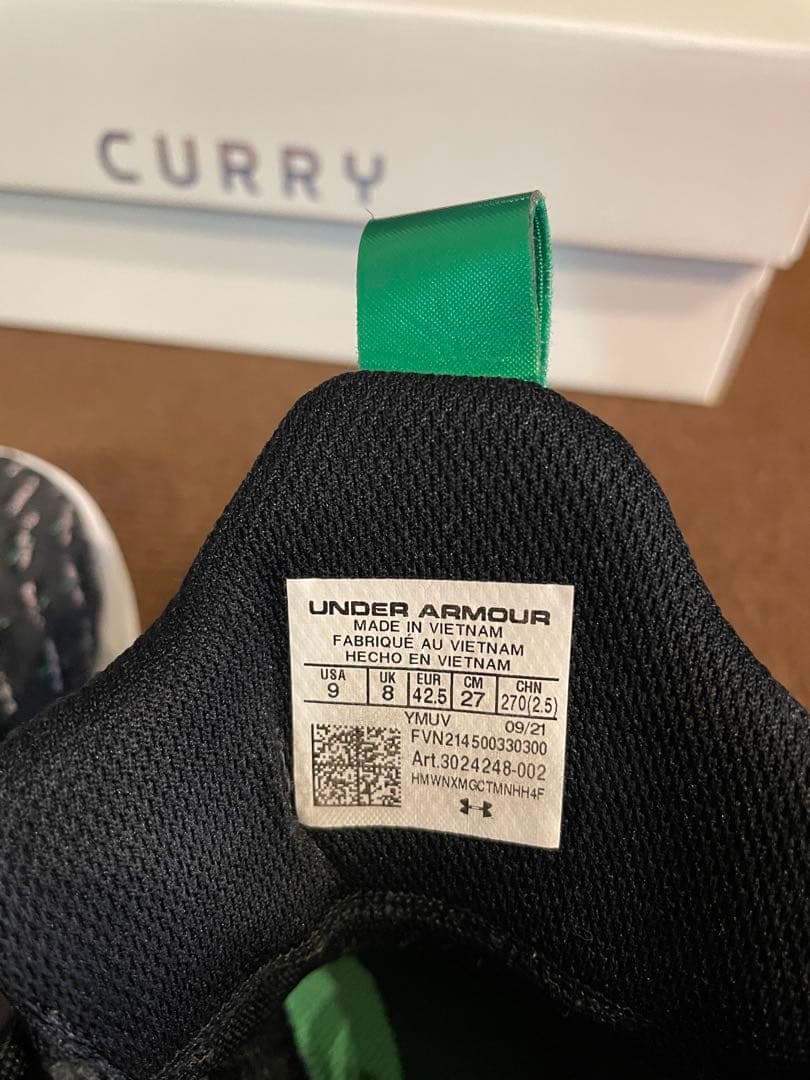 CURRY
UNDER ARMOUR
MADE IN VIETNAM
FABRIQUÉ AU VIETNAM
HECHO EN VIETNAM
USA UK EUR CM CHN
9 8 42.5 27 270(2.5)
YMUV 09/21
FVN214500330300
Art.3024248-002
HMWNXMGCTMNHH4F